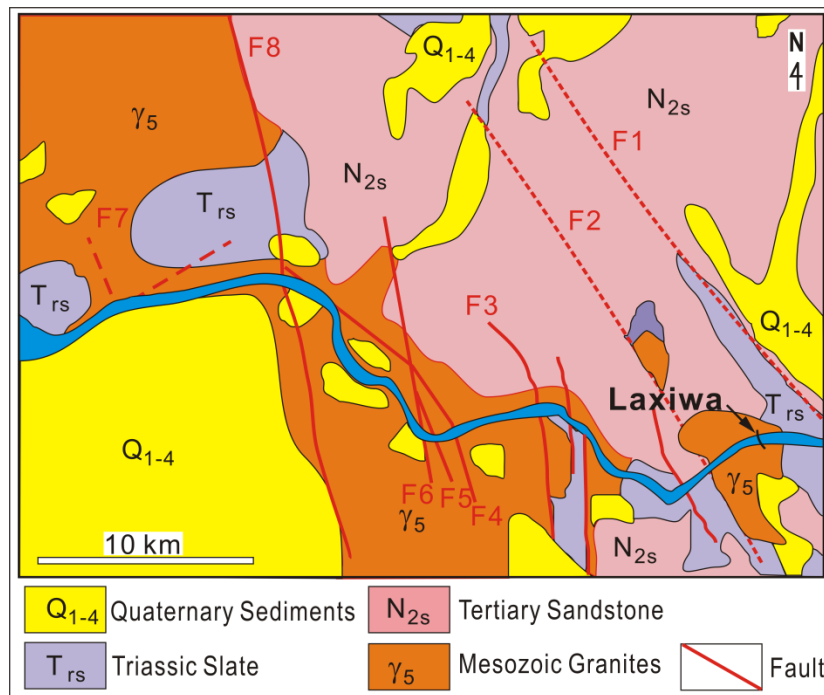 F8
Q1-4
N
γ5
N2s
F1
N2s
Trs
F7
F2
Trs
F3
Q1-4
Laxiwa
Trs
Q1-4
F6
F5
F4
γ5
γ5
N2s
10 km
Q1-4 Quaternary Sediments
N2s Tertiary Sandstone
Trs Triassic Slate
γ5 Mesozoic Granites
Fault